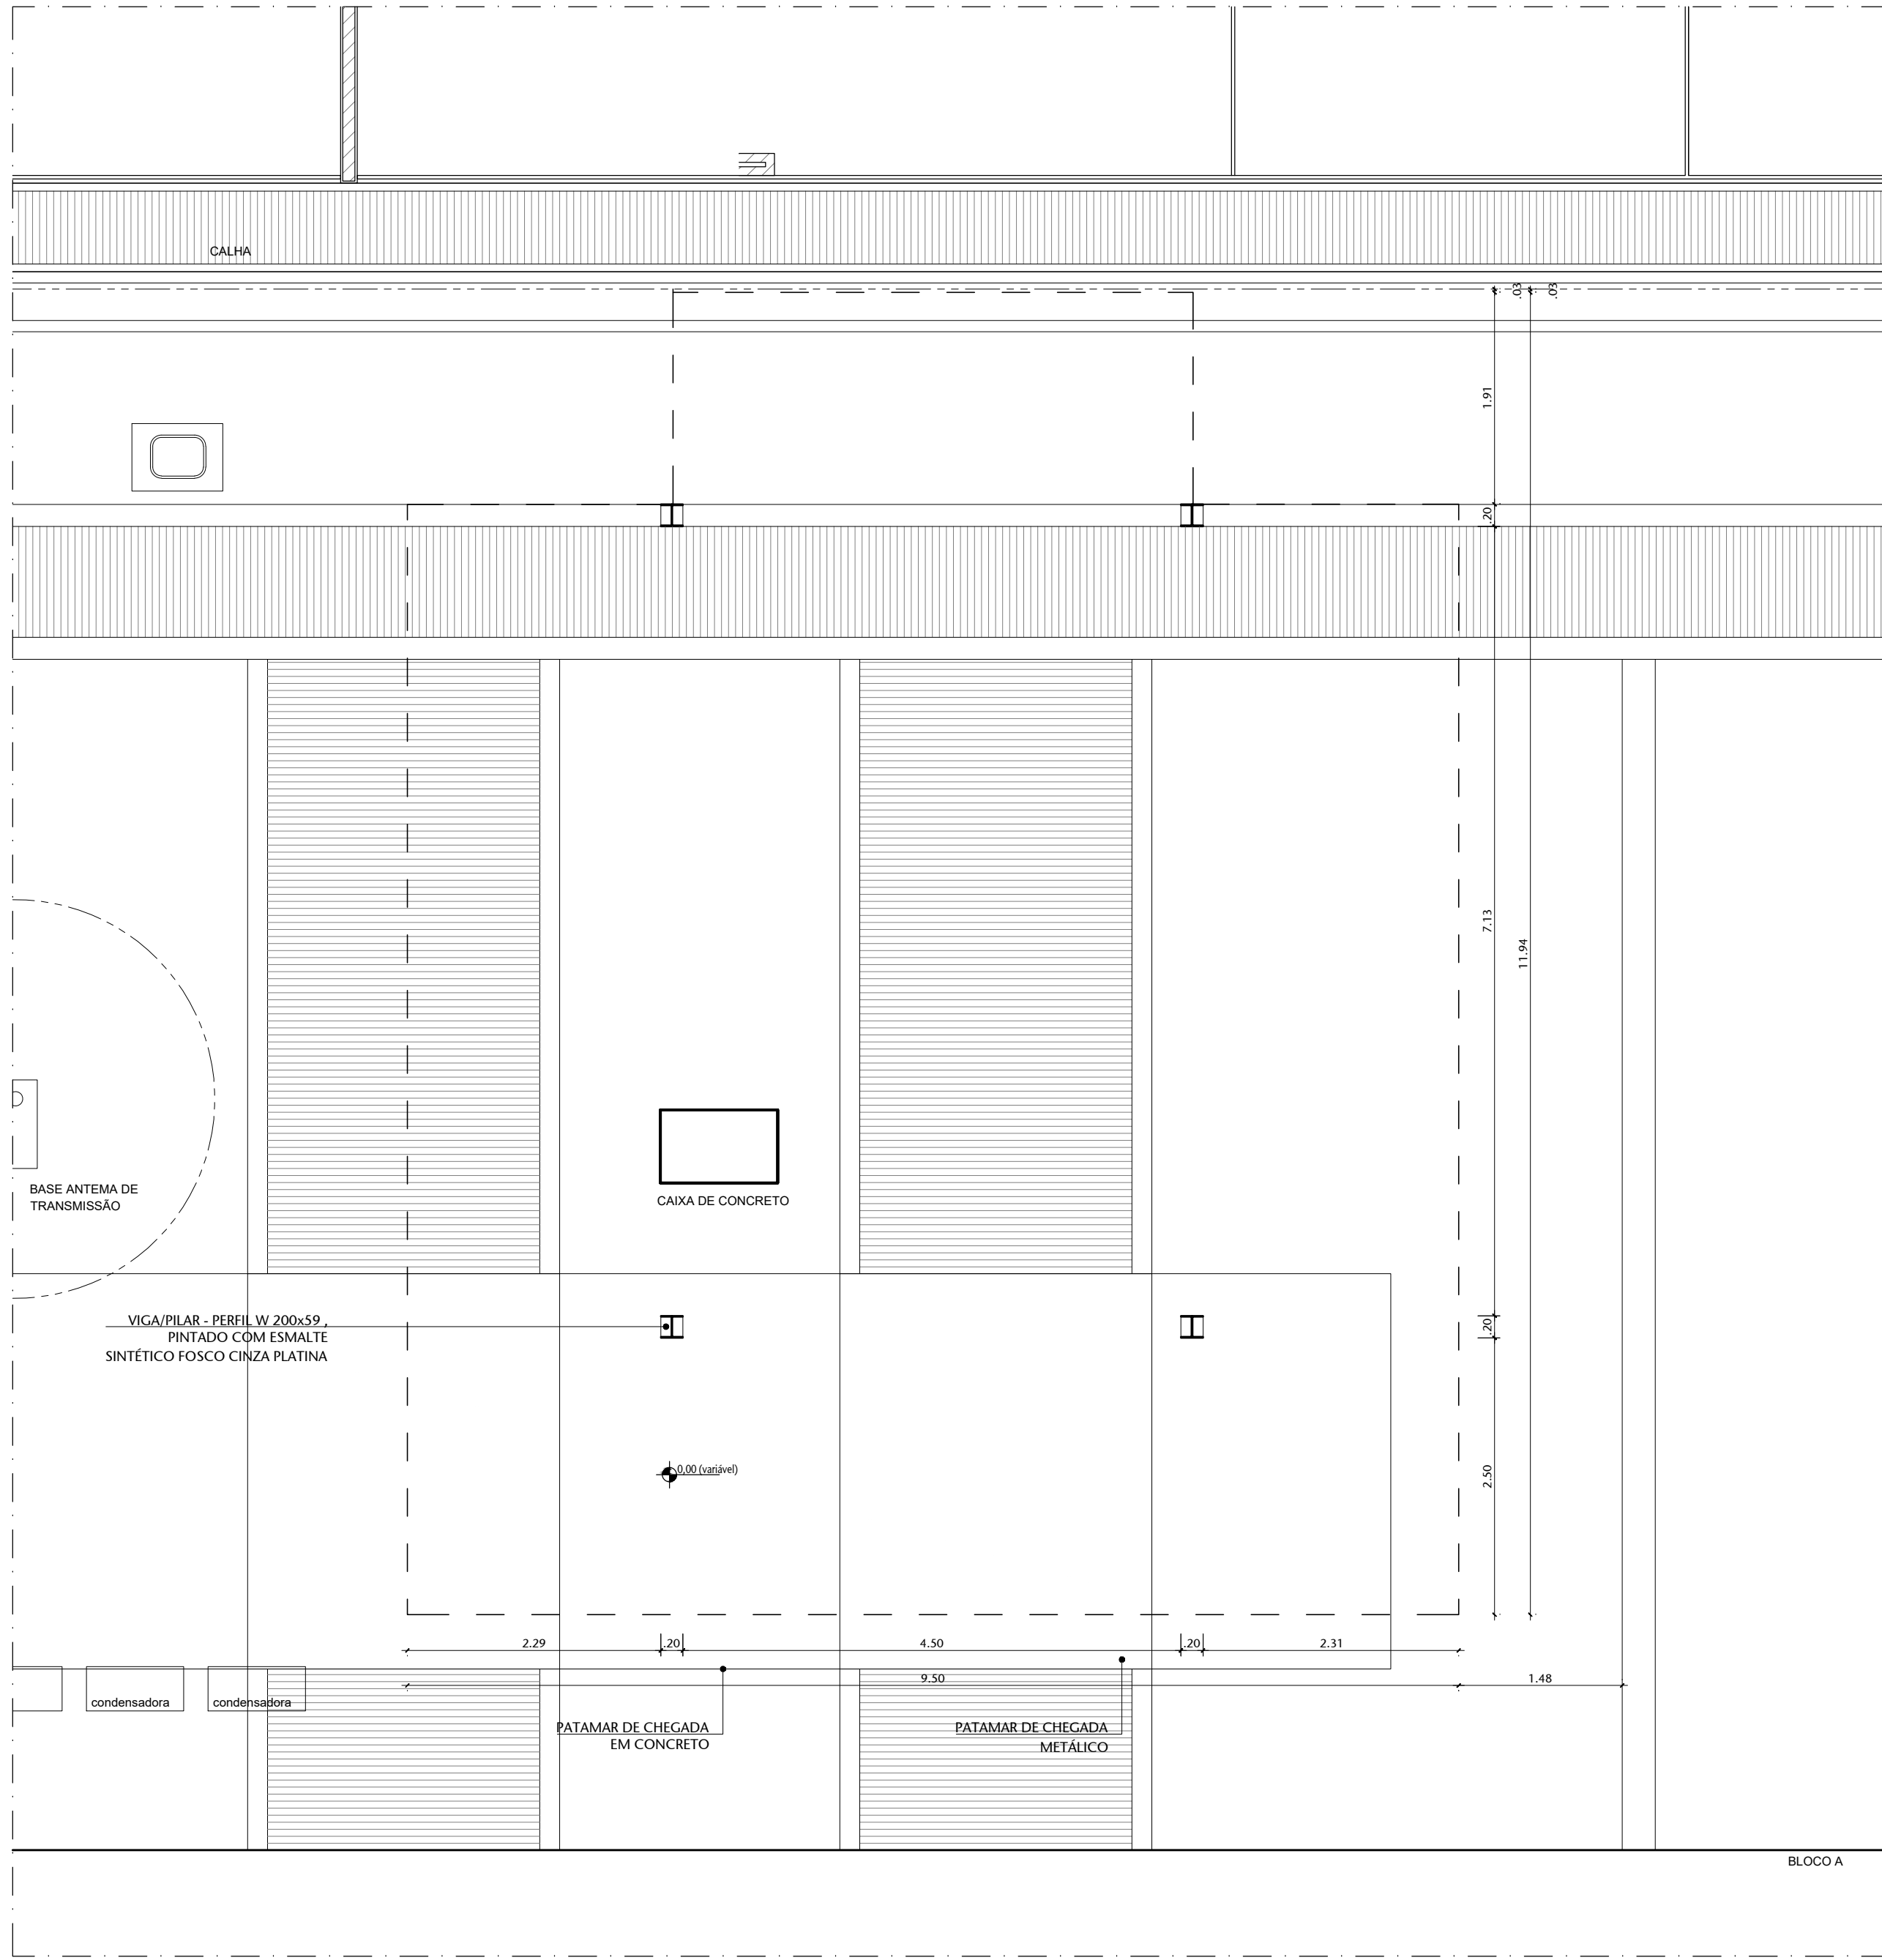 CALHA
.03
.03
1.91
.20
7.13
11.94
BASE ANTEMA DE
TRANSMISSÃO
CAIXA DE CONCRETO
VIGA/PILAR - PERFIL W 200x59 ,
PINTADO COM ESMALTE
SINTÉTICO FOSCO CINZA PLATINA
.20
0,00 (variável)
2.50
2.29
.20
4.50
.20
2.31
9.50
1.48
condensadora
condensadora
PATAMAR DE CHEGADA
EM CONCRETO
PATAMAR DE CHEGADA
METÁLICO
BLOCO A